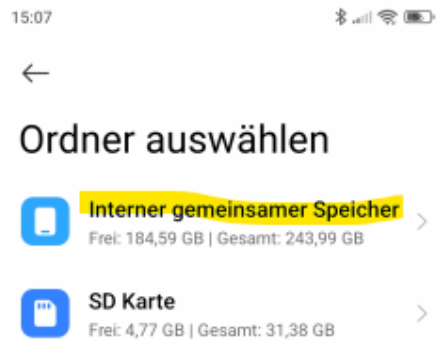 15:07
Ordner auswählen
Interner gemeinsamer Speicher
Frei: 184,59 GB | Gesamt: 243,99 GB
SD Karte
Frei: 4,77 GB | Gesamt: 31,38 GB